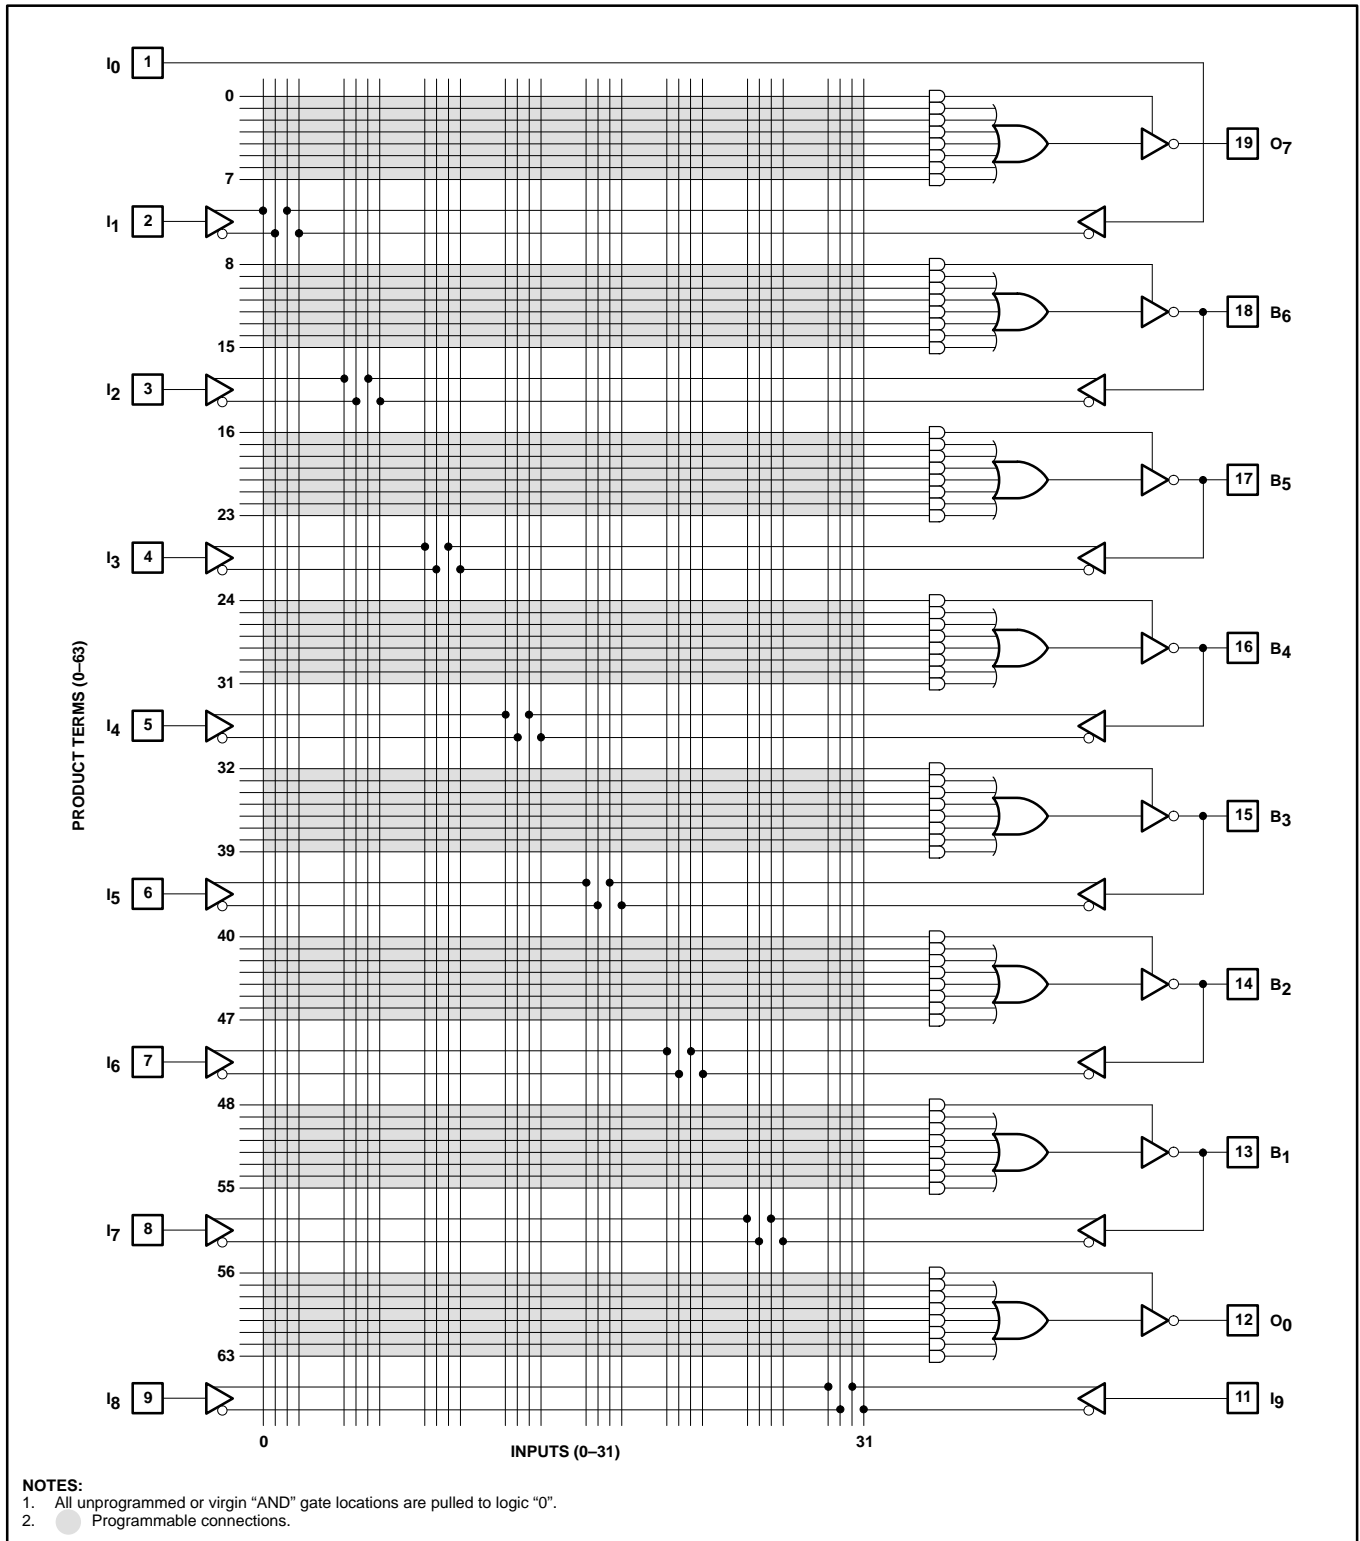 I0 1
0
19 O7
7
I1 2
8
18 B6
15
I2 3
16
17 B5
23
I3 4
24
16 B4
31
PRODUCT TERMS (0–63)
I4 5
32
15 B3
39
I5 6
40
14 B2
47
I6 7
48
13 B1
55
I7 8
56
12 O0
63
I8 9
11 I9
0
31
INPUTS (0–31)
NOTES:
1. All unprogrammed or virgin “AND” gate locations are pulled to logic “0”.
2. Programmable connections.